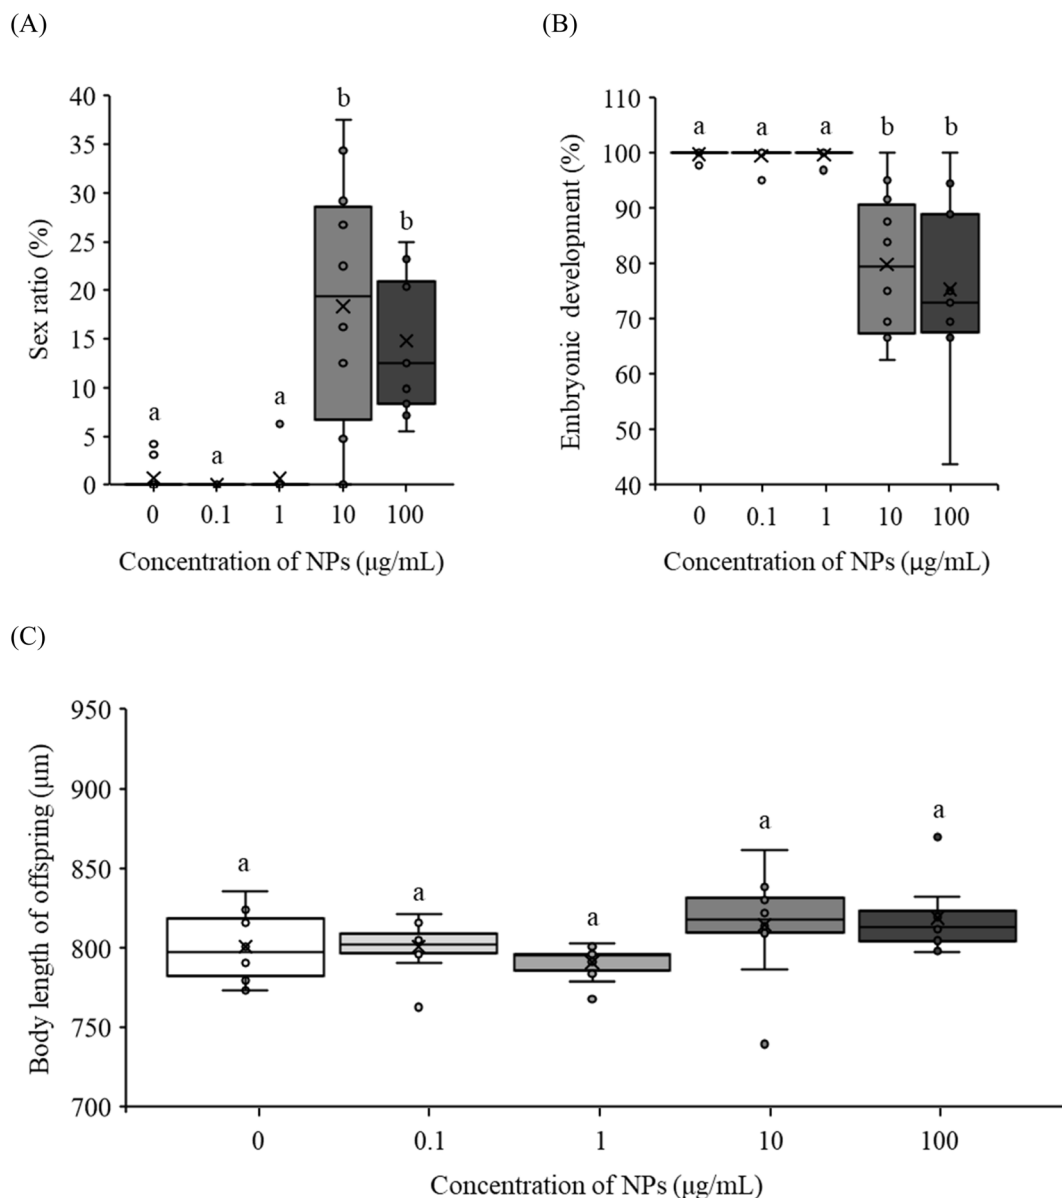 (A)
(B)
Sex ratio (%)
40
35
30
25
20
15
10
5
0
a
a
a
b
b
0 0.1 1 10 100
Concentration of NPs (μg/mL)
Embryonic development (%)
110
100
90
80
70
60
50
40
a a a b b
0 0.1 1 10 100
Concentration of NPs (μg/mL)
(C)
Body length of offspring (μm)
950
900
850
800
750
700
a
a
a
a
a
0 0.1 1 10 100
Concentration of NPs (μg/mL)